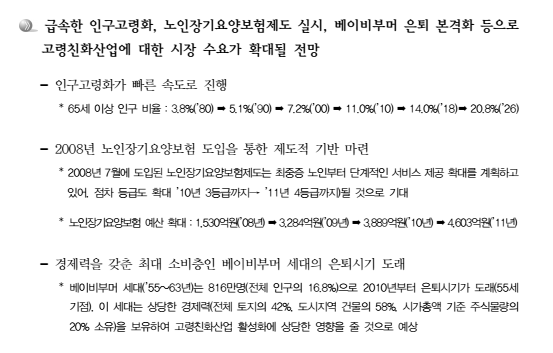 급속한 인구고령화, 노인장기요양보험제도 실시, 베이비부머 은퇴 본격화 등으로
고령친화산업에 대한 시장 수요가 확대될 전망
– 인구고령화가 빠른 속도로 진행
* 65세 이상 인구 비율 : 3.8%('80) ➡ 5.1%('90) ➡ 7.2%('00) ➡ 11.0%('10) ➡ 14.0%('18)➡ 20.8%('26)
– 2008년 노인장기요양보험 도입을 통한 제도적 기반 마련
* 2008년 7월에 도입된 노인장기요양보험제도는 최중증 노인부터 단계적인 서비스 제공 확대를 계획하고
있어, 점차 등급도 확대 '10년 3등급까지→ '11년 4등급까지)될 것으로 기대
* 노인장기요양보험 예산 확대 : 1,530억원('08년) ➡ 3,284억원('09년) ➡ 3,889억원('10년) ➡ 4,603억원('11년)
– 경제력을 갖춘 최대 소비층인 베이비부머 세대의 은퇴시기 도래
* 베이비부머 세대('55~63년)는 816만명(전체 인구의 16.8%)으로 2010년부터 은퇴시기가 도래(55세
기점). 이 세대는 상당한 경제력(전체 토지의 42%, 도시지역 건물의 58%, 시가총액 기준 주식물량의
20% 소유)을 보유하여 고령친화산업 활성화에 상당한 영향을 줄 것으로 예상